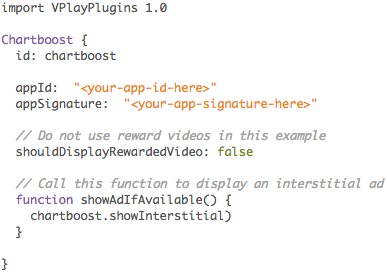 import VPlayPlugins 1.0
Chartboost {
id: chartboost
appId: "<your-app-id-here>"
appSignature: "<your-app-signature-here>"
// Do not use reward videos in this example
shouldDisplayRewardedVideo: false
// Call this function to display an interstitial ad
function showAdIfAvailable() {
chartboost.showInterstitial)
}
}